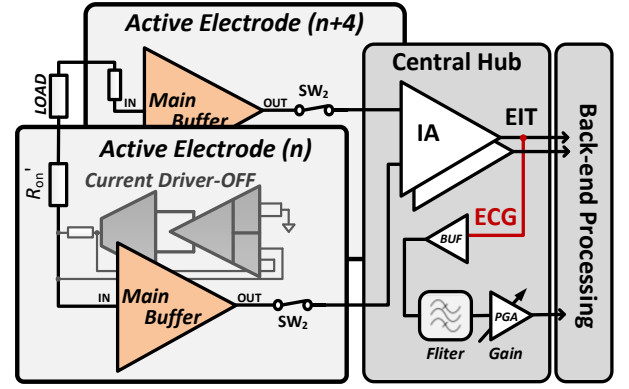 Active Electrode (n+4)
LOAD
IN
Main
Buffer
OUT
SW2
Central Hub
IA
EIT
ECG
BUF
Fliter
PGA
Gain
Back-end Processing
Active Electrode (n)
Current Driver-OFF
Ron'
IN
Main
Buffer
OUT
SW2